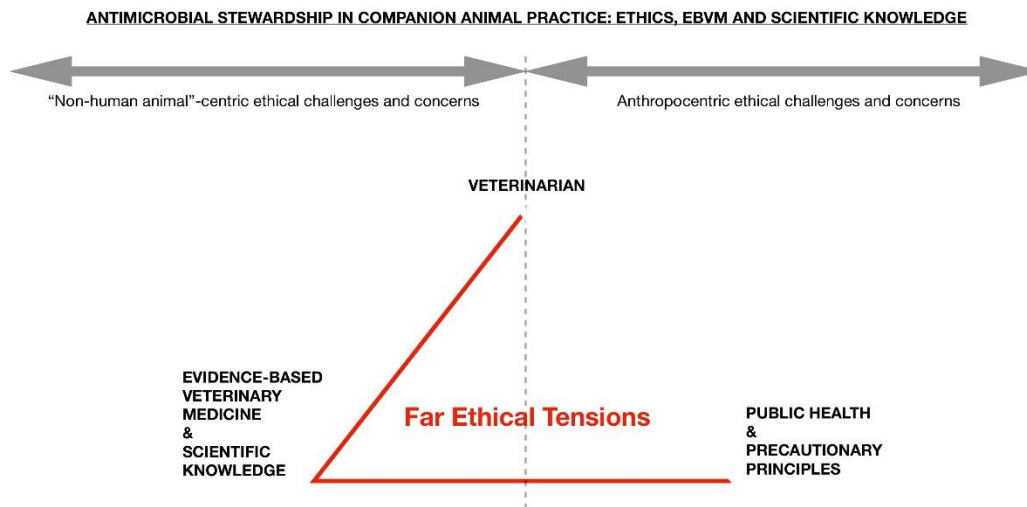 ANTIMICROBIAL STEWARDSHIP IN COMPANION ANIMAL PRACTICE: ETHICS, EBVM AND SCIENTIFIC KNOWLEDGE
“Non-human animal”-centric ethical challenges and concerns
Anthropocentric ethical challenges and concerns
VETERINARIAN
EVIDENCE-BASED
VETERINARY
MEDICINE
&
SCIENTIFIC
KNOWLEDGE
Far Ethical Tensions
PUBLIC HEALTH
&
PRECAUTIONARY
PRINCIPLES